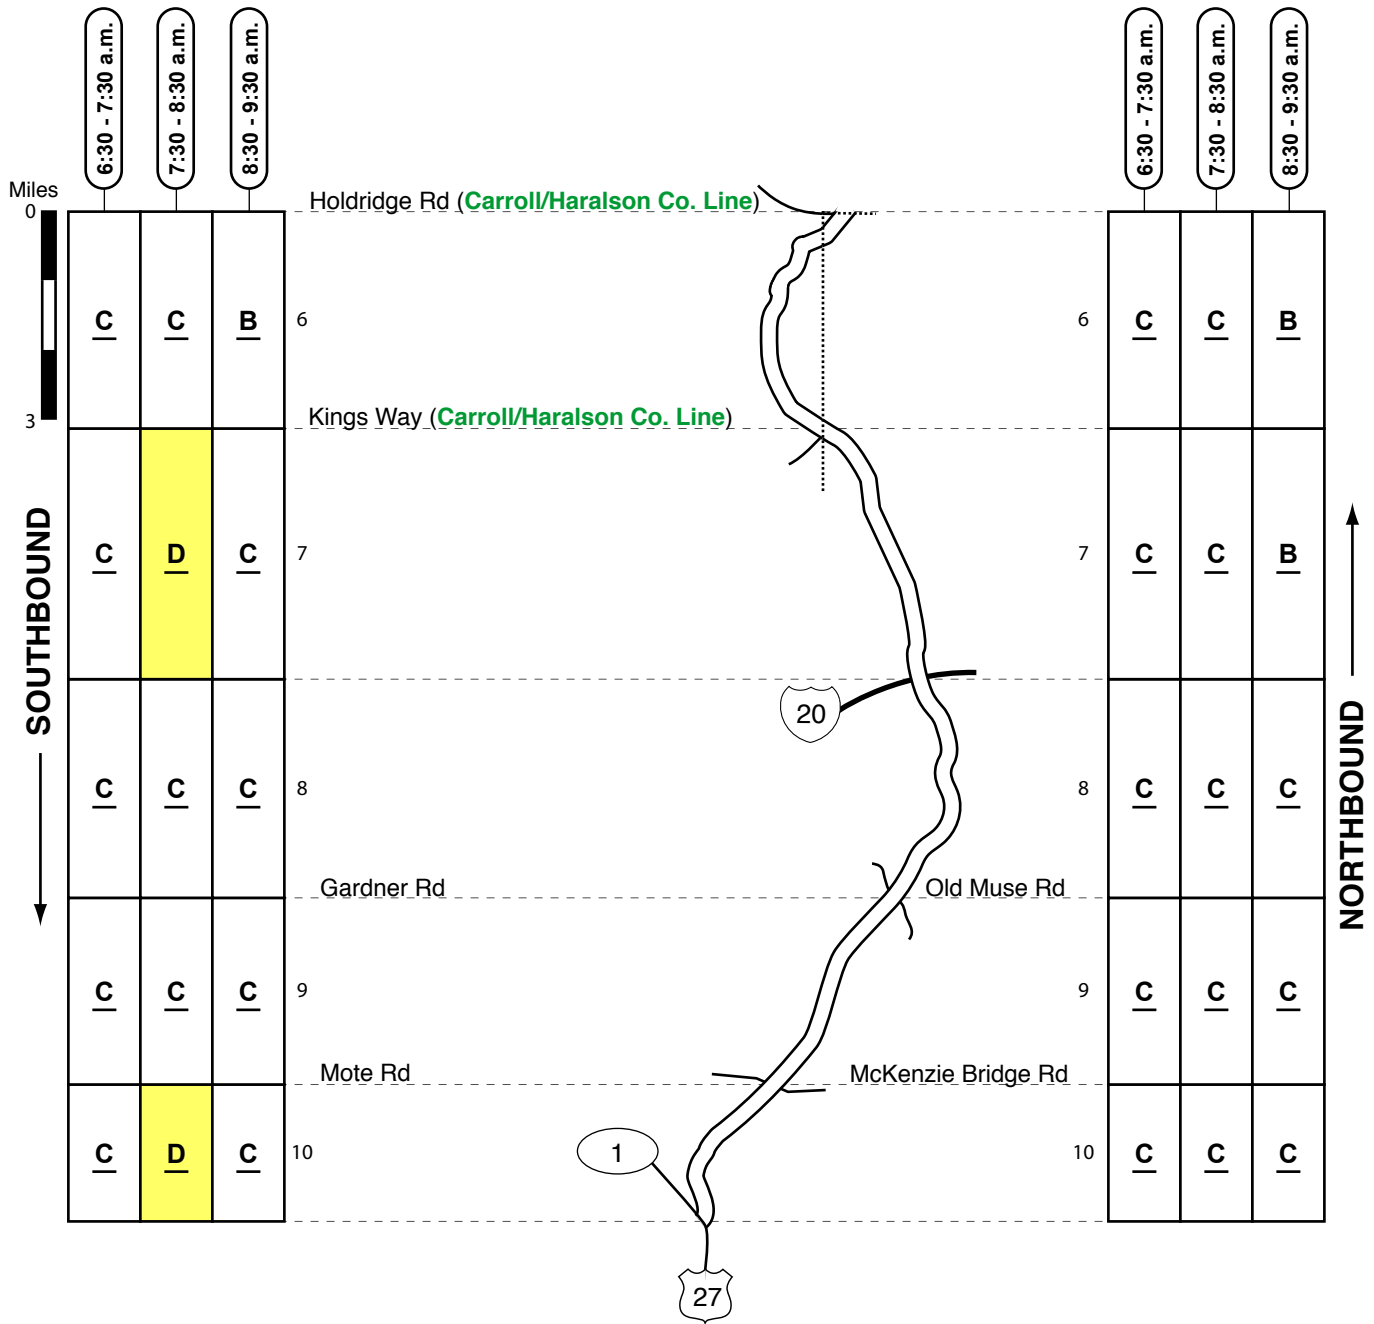 6:30 - 7:30 a.m.
7:30 - 8:30 a.m.
8:30 - 9:30 a.m.
6:30 - 7:30 a.m.
7:30 - 8:30 a.m.
8:30 - 9:30 a.m.
Miles
0
Holdridge Rd (Carroll/Haralson Co. Line)
C C B 6 6 C C B
3
Kings Way (Carroll/Haralson Co. Line)
SOUTHBOUND
C D C 7 7 C C B
20
NORTHBOUND
C C C 8 8 C C C
Gardner Rd Old Muse Rd
C C C 9 9 C C C
Mote Rd McKenzie Bridge Rd
C D C 10 1 10 C C C
27